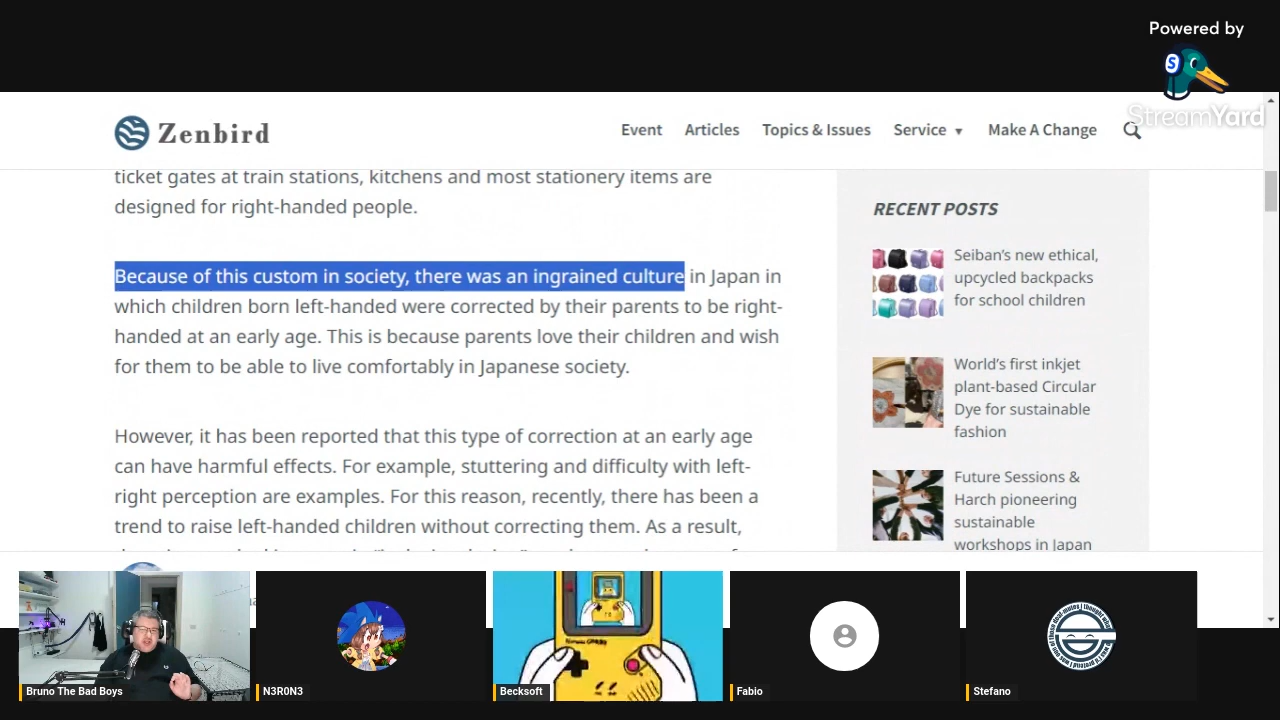 Powered by
S
StreamYard
Zenbird
Event Articles Topics & Issues Service ▼ Make A Change
ticket gates at train stations, kitchens and most stationery items are
designed for right-handed people.
Because of this custom in society, there was an ingrained culture in Japan in
which children born left-handed were corrected by their parents to be right-
handed at an early age. This is because parents love their children and wish
for them to be able to live comfortably in Japanese society.
However, it has been reported that this type of correction at an early age
can have harmful effects. For example, stuttering and difficulty with left-
right perception are examples. For this reason, recently, there has been a
trend to raise left-handed children without correcting them. As a result,
RECENT POSTS
Seiban's new ethical,
upcycled backpacks
for school children
World's first inkjet
plant-based Circular
Dye for sustainable
fashion
Future Sessions &
Harch pioneering
sustainable
workshops in Japan
Bruno The Bad Boys
N3R0N3
Becksoft
Fabio
Stefano